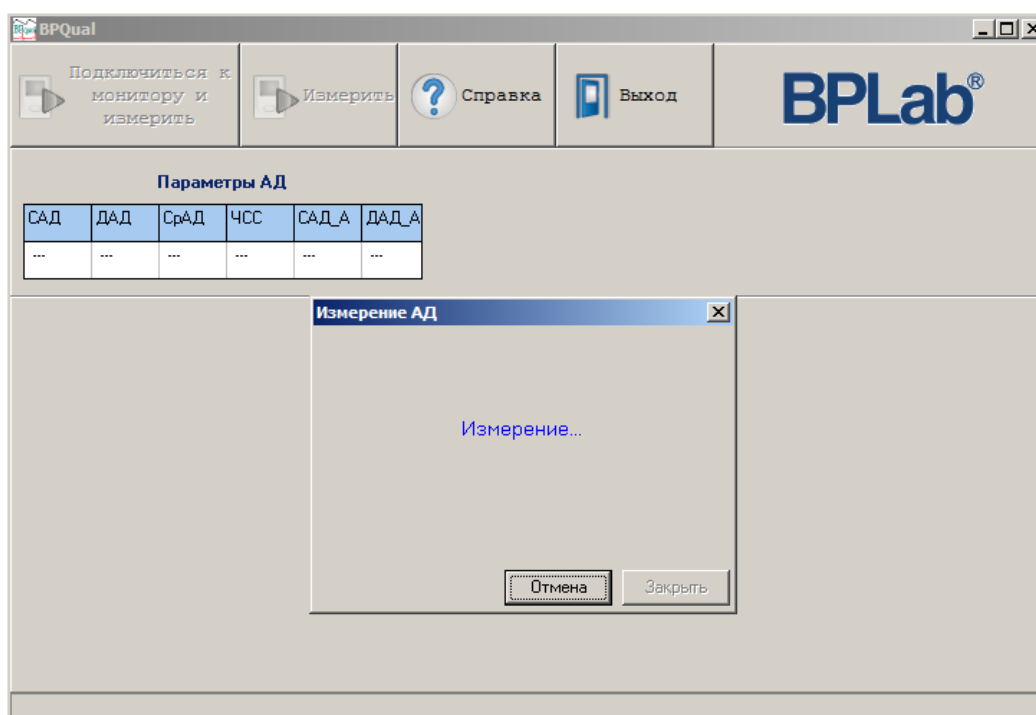 BPQual
Подключиться к
монитору и
измерить
Измерить
Справка
Выход
BPLab®
Параметры АД
САД ДАД СрАД ЧСС САД_А ДАД_А
--- --- --- --- --- ---
Измерение АД
Измерение...
Отмена Закрыть